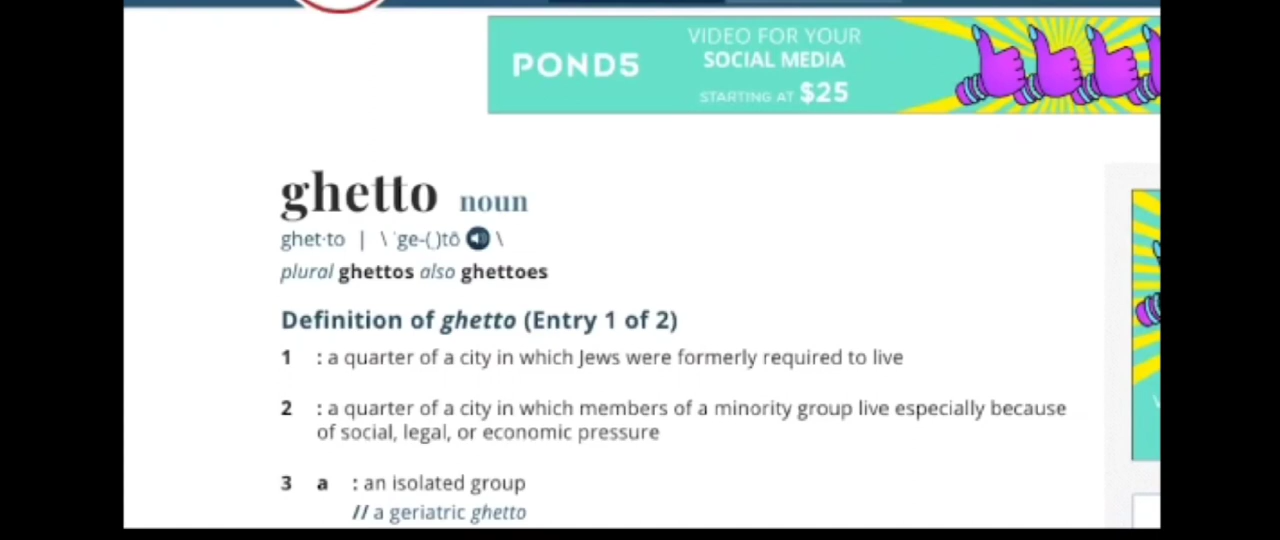 POND5
VIDEO FOR YOUR
SOCIAL MEDIA
STARTING AT $25
ghetto noun
ghet·to | \ ˈge-( )tō \
plural ghettos also ghettoes
Definition of ghetto (Entry 1 of 2)
1 : a quarter of a city in which Jews were formerly required to live
2 : a quarter of a city in which members of a minority group live especially because
of social, legal, or economic pressure
3 a : an isolated group
// a geriatric ghetto